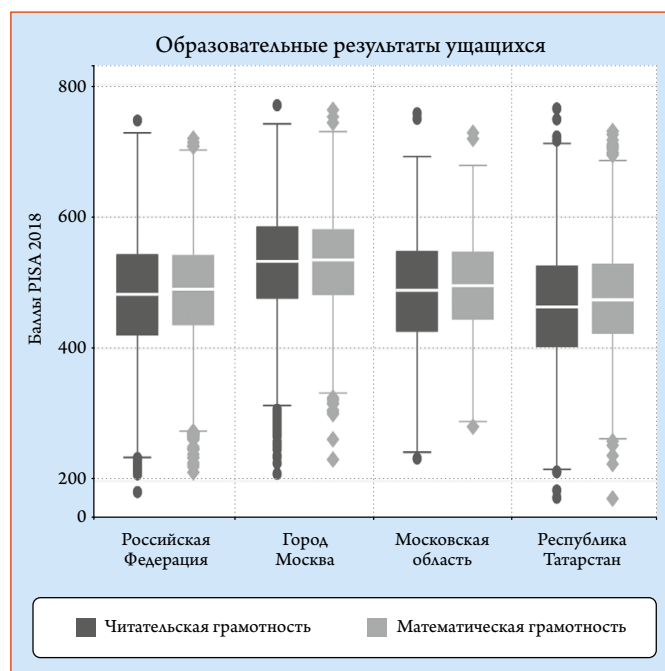 Образовательные результаты ущащихся
Баллы PISA 2018
800
600
400
200
0
Российская
Федерация
Город
Москва
Московская
область
Республика
Татарстан
Читательская грамотность
Математическая грамотность